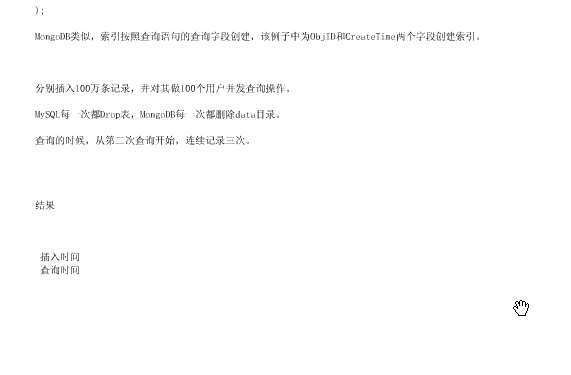 );
MongoDB类似，索引按照查询语句的查询字段创建，该例子中为ObjID和CreateTime两个字段创建索引。
分别插入100万条记录，并对其做100个用户并发查询操作。
MySQL每一次都Drop表，MongoDB每一次都删除data目录。
查询的时候，从第二次查询开始，连续记录三次。
结果
插入时间
查询时间